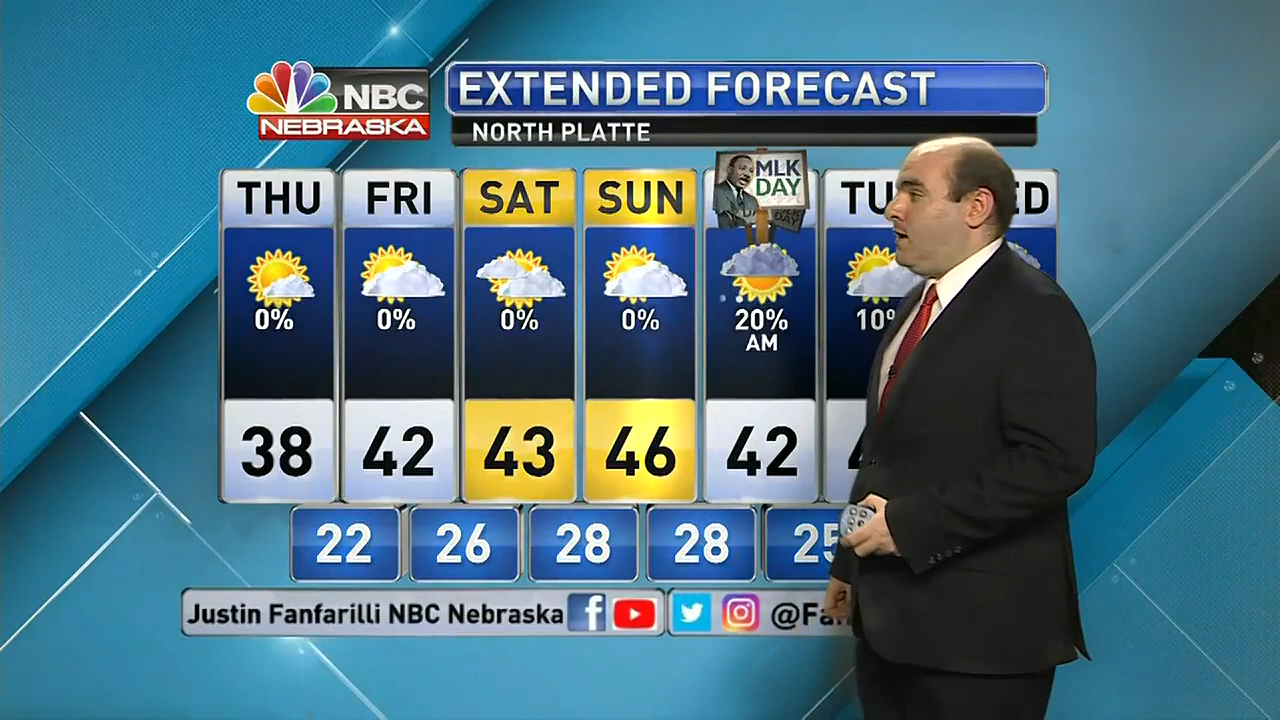 NBC
NEBRASKA
EXTENDED FORECAST
NORTH PLATTE
THU FRI SAT SUN MLK DAY
0% 0% 0% 0% 20% AM
38 42 43 46 42
22 26 28 28 25
Justin Fanfarilli NBC Nebraska